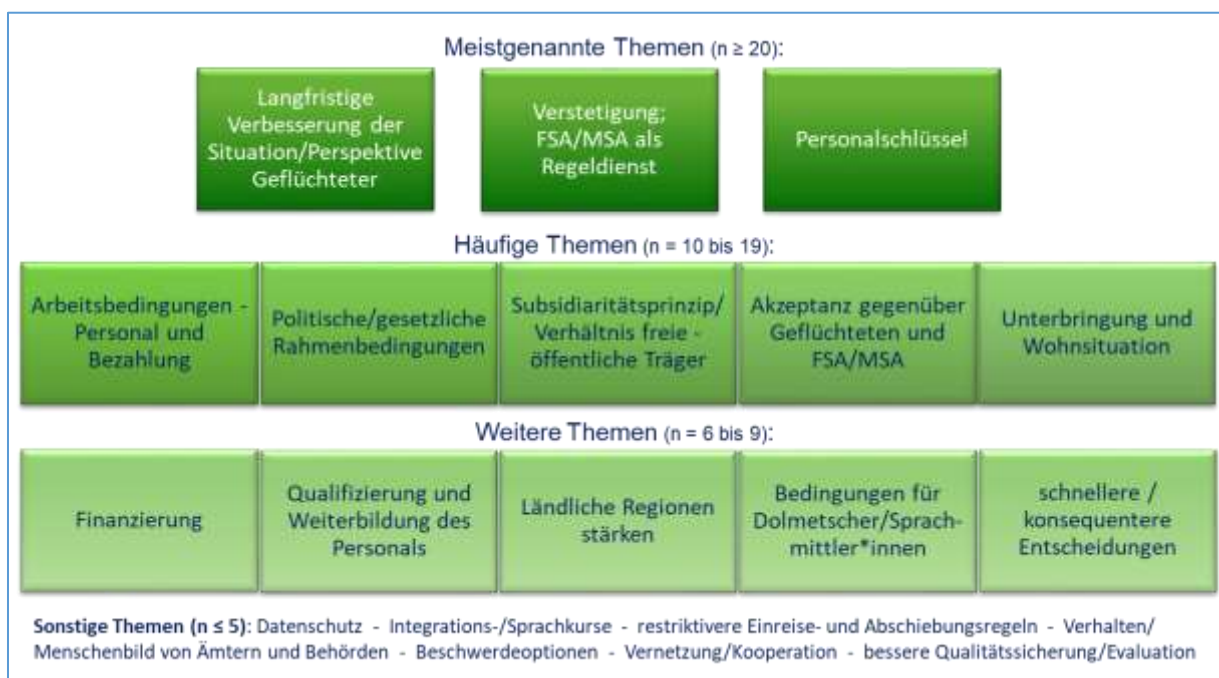 Meistgenannte Themen (n ≥ 20):
Langfristige
Verbesserung der
Situation/Perspektive
Geflüchteter
Verstetigung;
FSA/MSA als
Regeldienst
Personalschlüssel
Häufige Themen (n = 10 bis 19):
Arbeitsbedingungen -
Personal und
Bezahlung
Politische/gesetzliche
Rahmenbedingungen
Subsidiaritätsprinzip/
Verhältnis freie -
öffentliche Träger
Akzeptanz gegenüber
Geflüchteten und
FSA/MSA
Unterbringung und
Wohnsituation
Weitere Themen (n = 6 bis 9):
Finanzierung
Qualifizierung und
Weiterbildung des
Personals
Ländliche Regionen
stärken
Bedingungen für
Dolmetscher/Sprach-
mittler*innen
schnellere /
konsequentere
Entscheidungen
Sonstige Themen (n ≤ 5): Datenschutz - Integrations-/Sprachkurse - restriktivere Einreise- und Abschiebungsregeln - Verhalten/
Menschenbild von Ämtern und Behörden - Beschwerdeoptionen - Vernetzung/Kooperation - bessere Qualitätssicherung/Evaluation